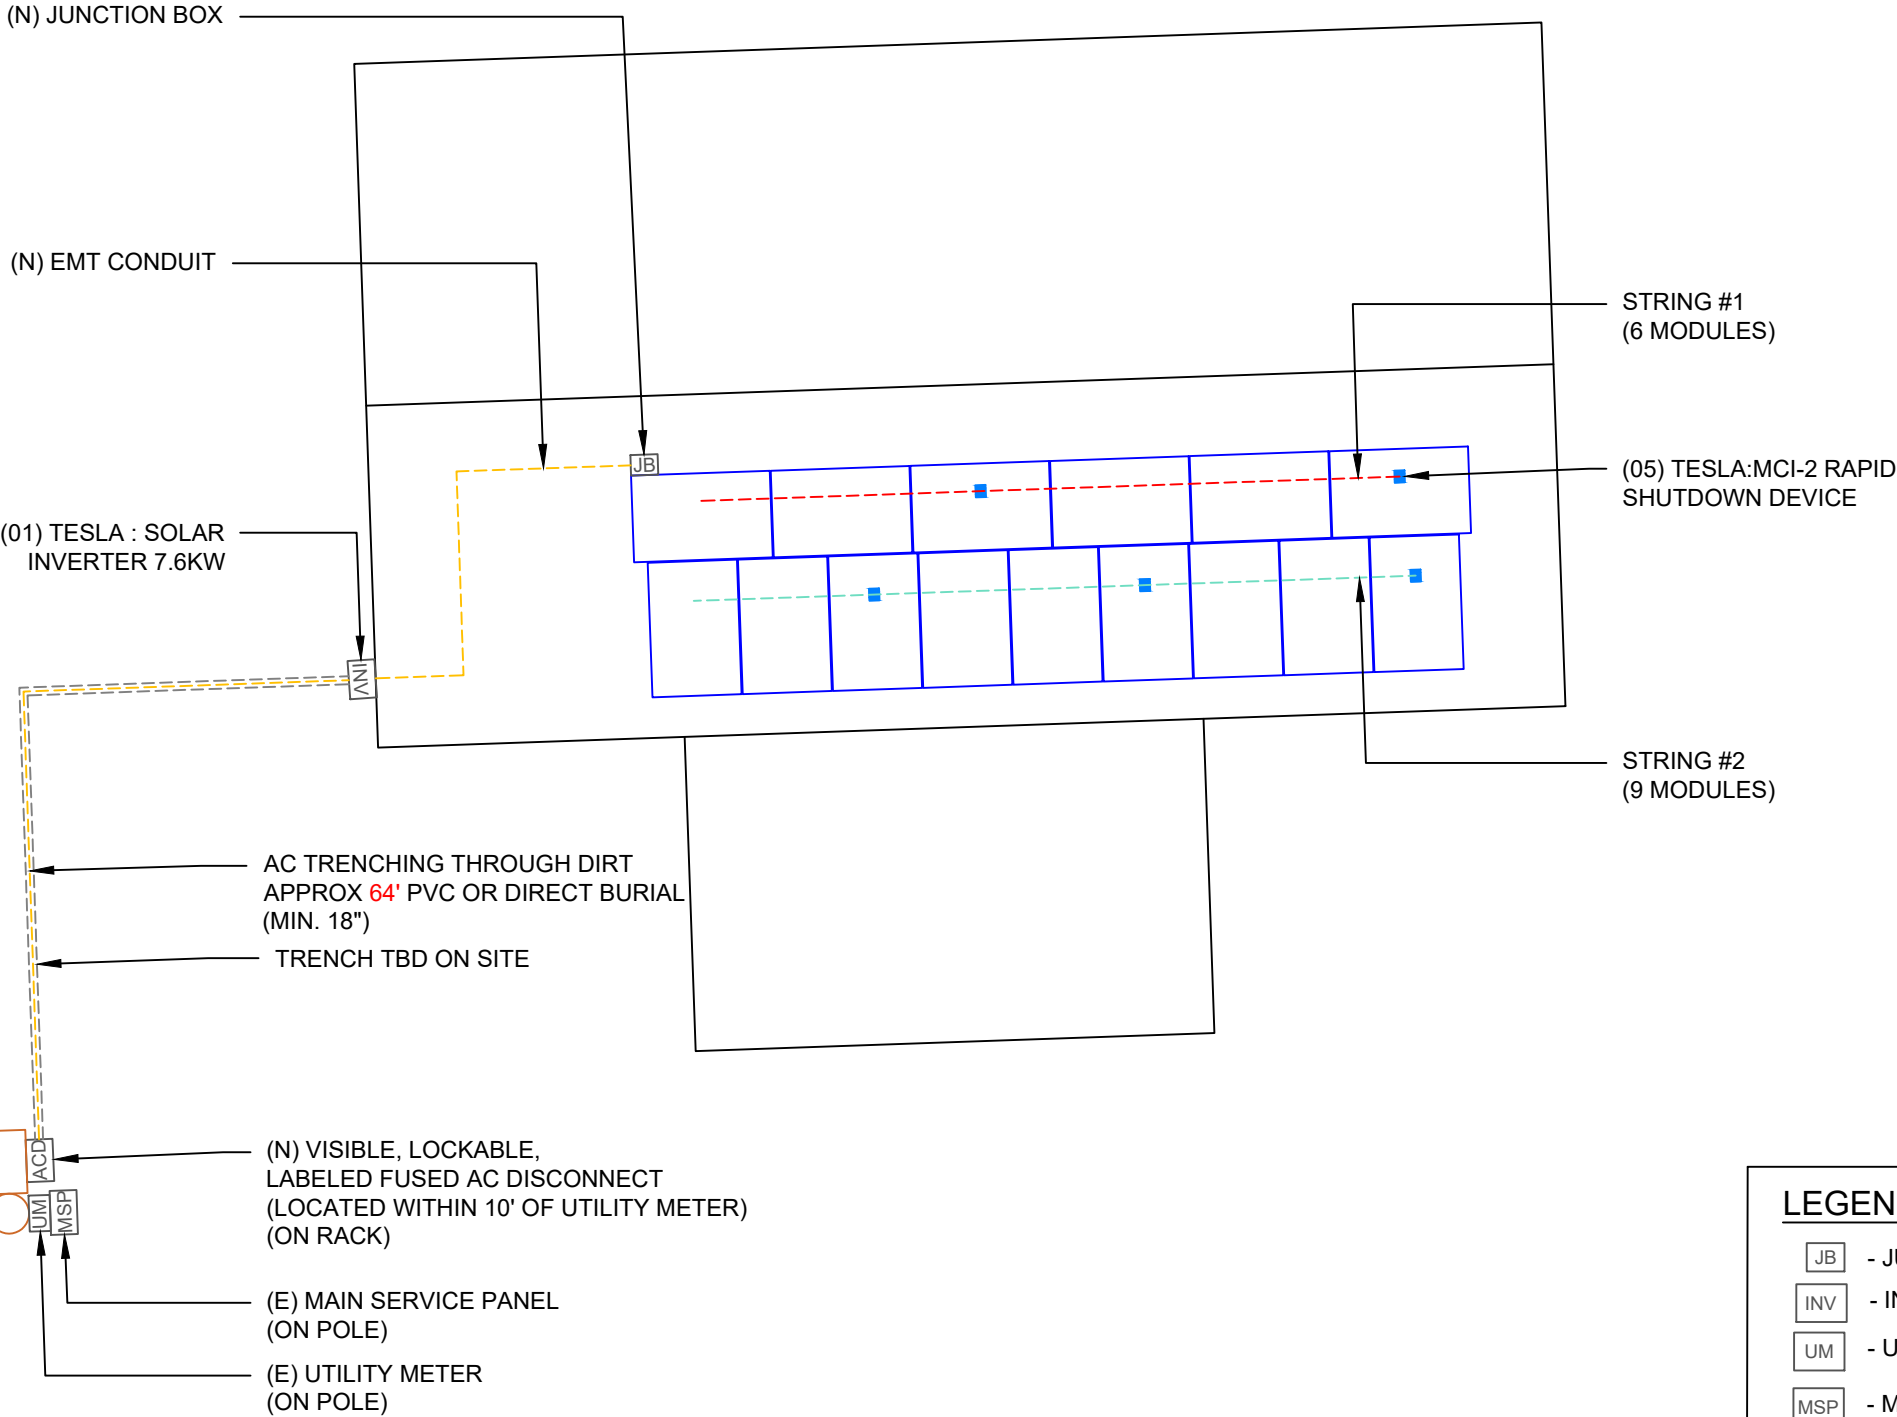 (N) JUNCTION BOX
(N) EMT CONDUIT
STRING #1
(6 MODULES)
JB
(05) TESLA:MCI-2 RAPID
SHUTDOWN DEVICE
(01) TESLA : SOLAR
INVERTER 7.6KW
INV
STRING #2
(9 MODULES)
AC TRENCHING THROUGH DIRT
APPROX 64' PVC OR DIRECT BURIAL
(MIN. 18")
TRENCH TBD ON SITE
ACD
(N) VISIBLE, LOCKABLE,
LABELED FUSED AC DISCONNECT
(LOCATED WITHIN 10' OF UTILITY METER)
(ON RACK)
UM
MSP
(E) MAIN SERVICE PANEL
(ON POLE)
(E) UTILITY METER
(ON POLE)
LEGEN
JB - JU
INV - IN
UM - U
MSP - M